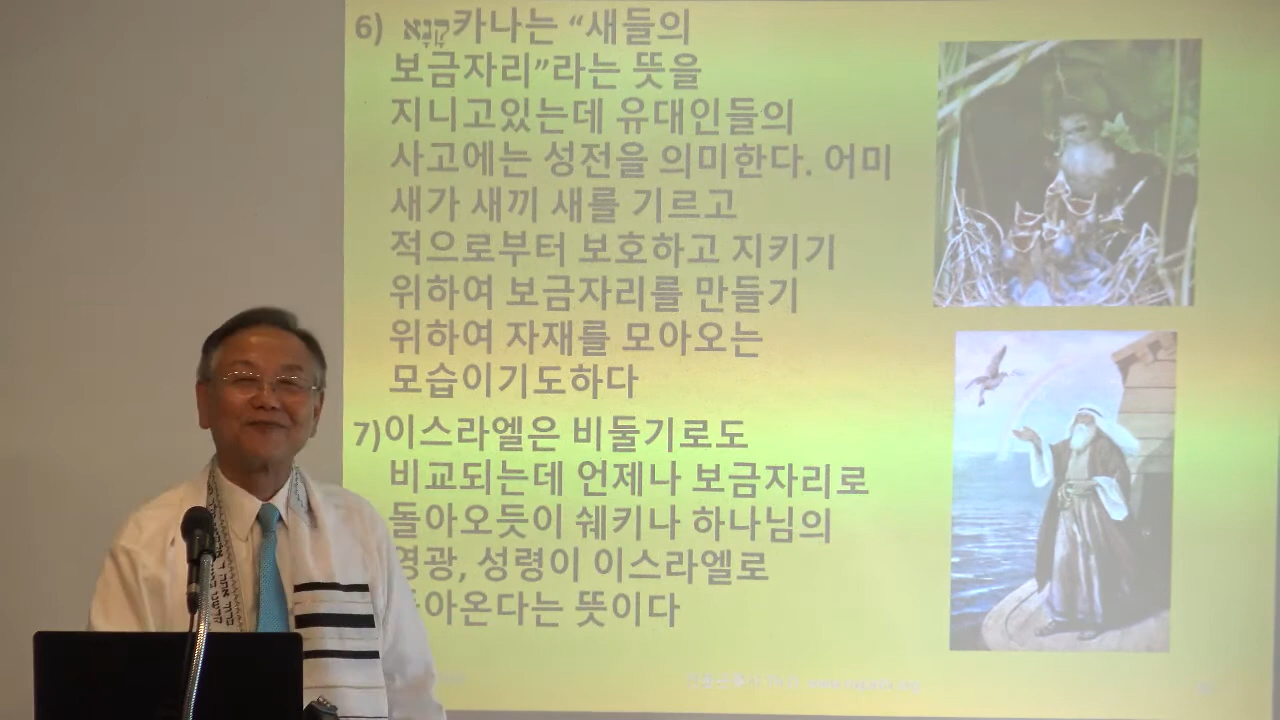 6) קָנָא카나는 “새들의
보금자리”라는 뜻을
지니고있는데 유대인들의
사고에는 성전을 의미한다. 어미
새가 새끼 새를 기르고
적으로부터 보호하고 지키기
위하여 보금자리를 만들기
위하여 자재를 모아오는
모습이기도하다
7)이스라엘은 비둘기로도
비교되는데 언제나 보금자리로
돌아오듯이 쉐키나 하나님의
영광, 성령이 이스라엘로
돌아온다는 뜻이다